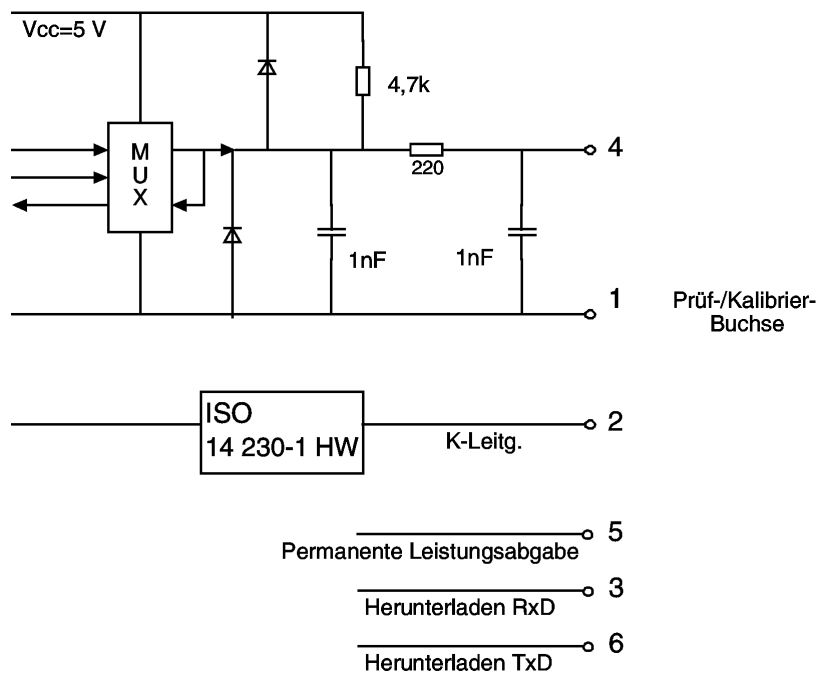 Vcc=5 V
4,7k
M
U
X
220
4
1nF
1nF
1
Prüf-/Kalibrier-
Buchse
ISO
14 230-1 HW
K-Leitg.
2
5
Permanente Leistungsabgabe
3
Herunterladen RxD
6
Herunterladen TxD